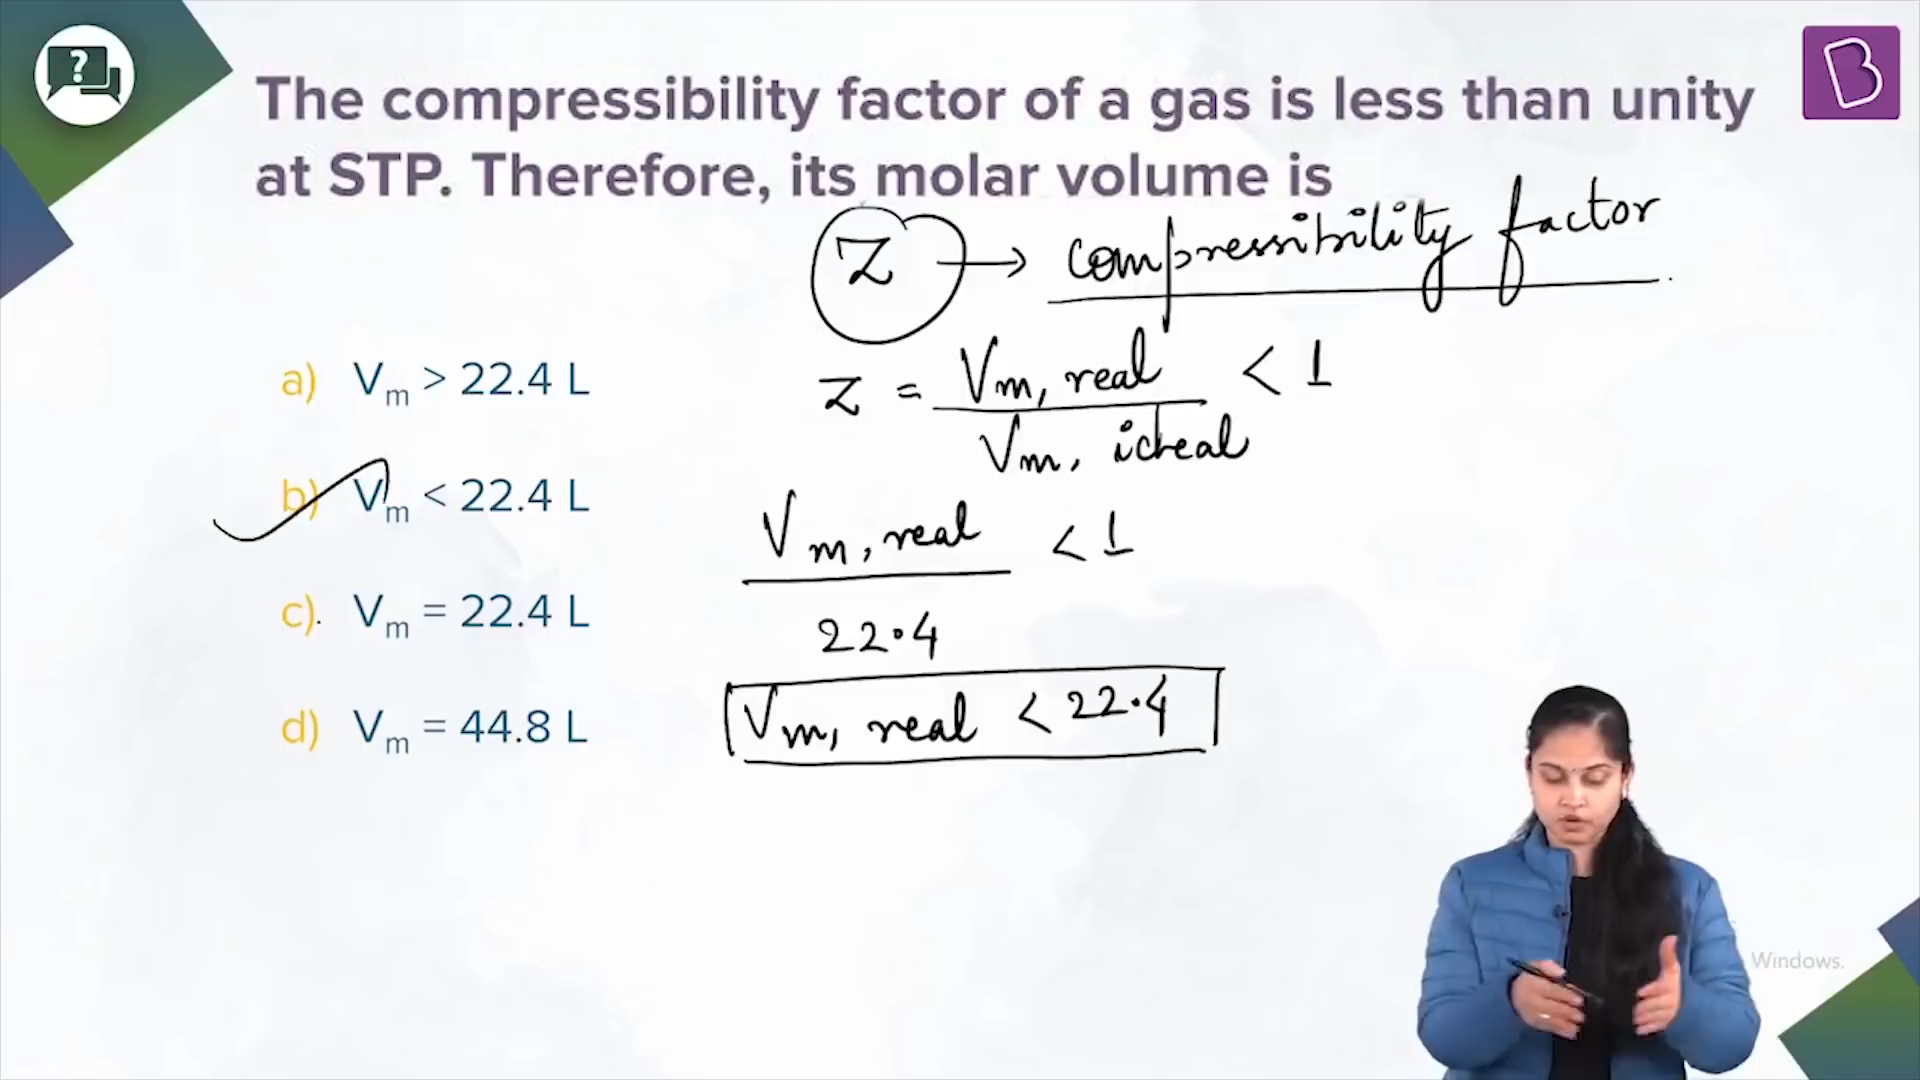 ?
B
The compressibility factor of a gas is less than unity
at STP. Therefore, its molar volume is
Z → compressibility factor
a) Vm > 22.4 L
Z = Vm, real / Vm, ideal < 1
b) Vm < 22.4 L
Vm, real / 22.4 < 1
c). Vm = 22.4 L
Vm, real < 22.4
d) Vm = 44.8 L
Windows.